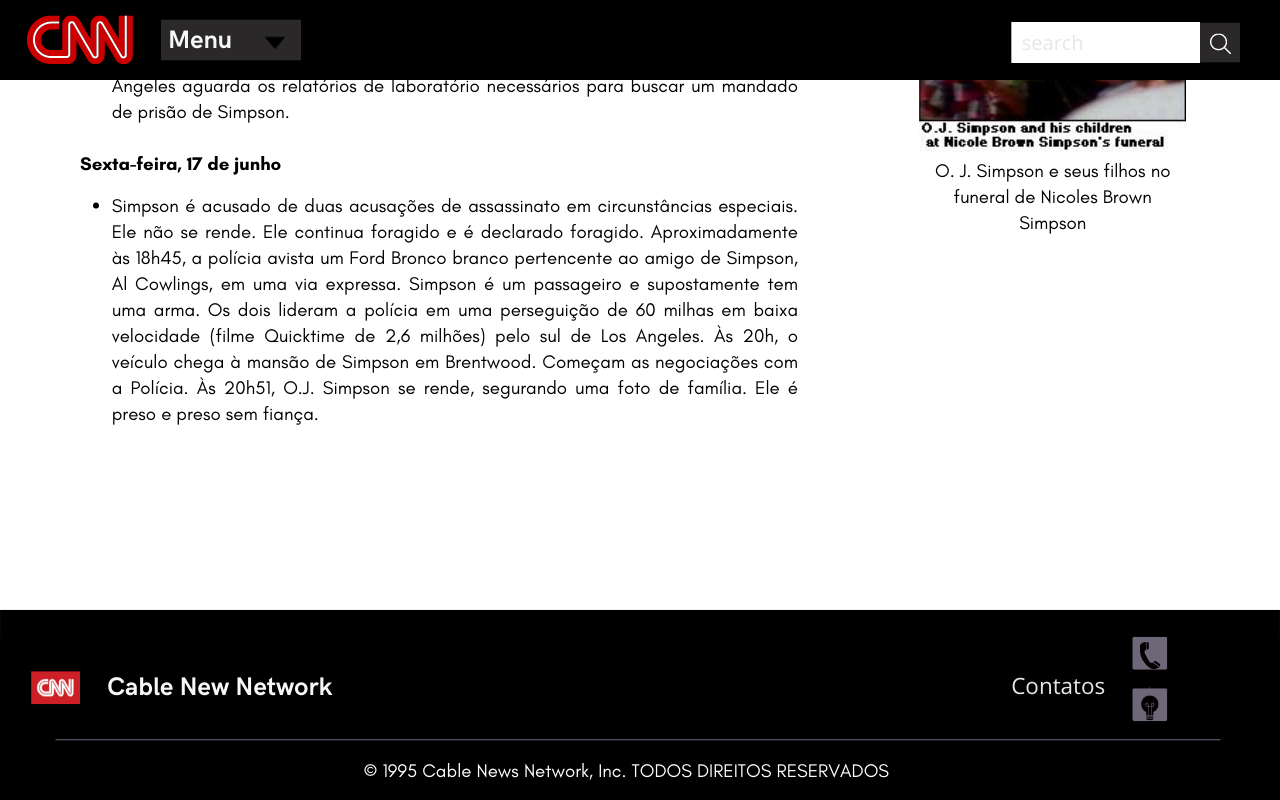 CNN
Menu
search
Angeles aguarda os relatórios de laboratório necessários para buscar um mandado
de prisão de Simpson.
Sexta-feira, 17 de junho
Simpson é acusado de duas acusações de assassinato em circunstâncias especiais.
Ele não se rende. Ele continua foragido e é declarado foragido. Aproximadamente
às 18h45, a polícia avista um Ford Bronco branco pertencente ao amigo de Simpson,
Al Cowlings, em uma via expressa. Simpson é um passageiro e supostamente tem
uma arma. Os dois lideram a polícia em uma perseguição de 60 milhas em baixa
velocidade (filme Quicktime de 2,6 milhões) pelo sul de Los Angeles. Às 20h, o
veículo chega à mansão de Simpson em Brentwood. Começam as negociações com
a Polícia. Às 20h51, O.J. Simpson se rende, segurando uma foto de família. Ele é
preso e preso sem fiança.
O.J. Simpson and his children
at Nicole Brown Simpson's funeral
O. J. Simpson e seus filhos no
funeral de Nicoles Brown
Simpson
CNN
Cable New Network
Contatos
© 1995 Cable News Network, Inc. TODOS DIREITOS RESERVADOS